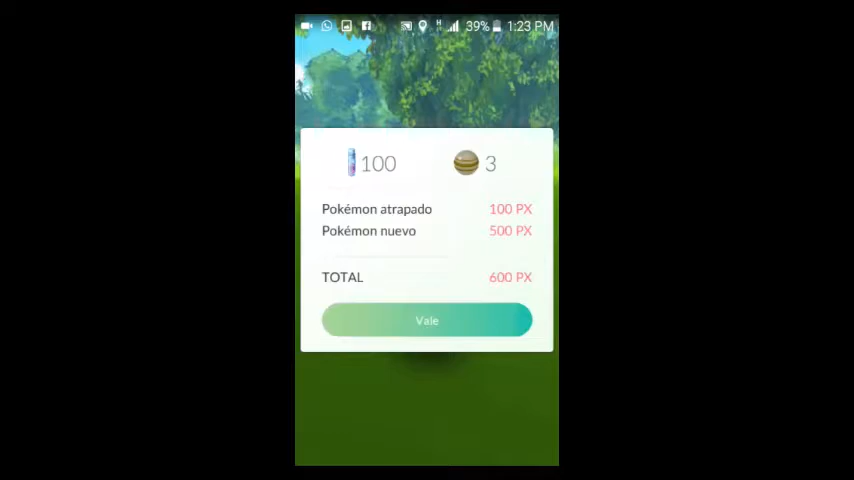 H 39% 1:23 PM
100 3
Pokémon atrapado 100 PX
Pokémon nuevo 500 PX
TOTAL 600 PX
Vale